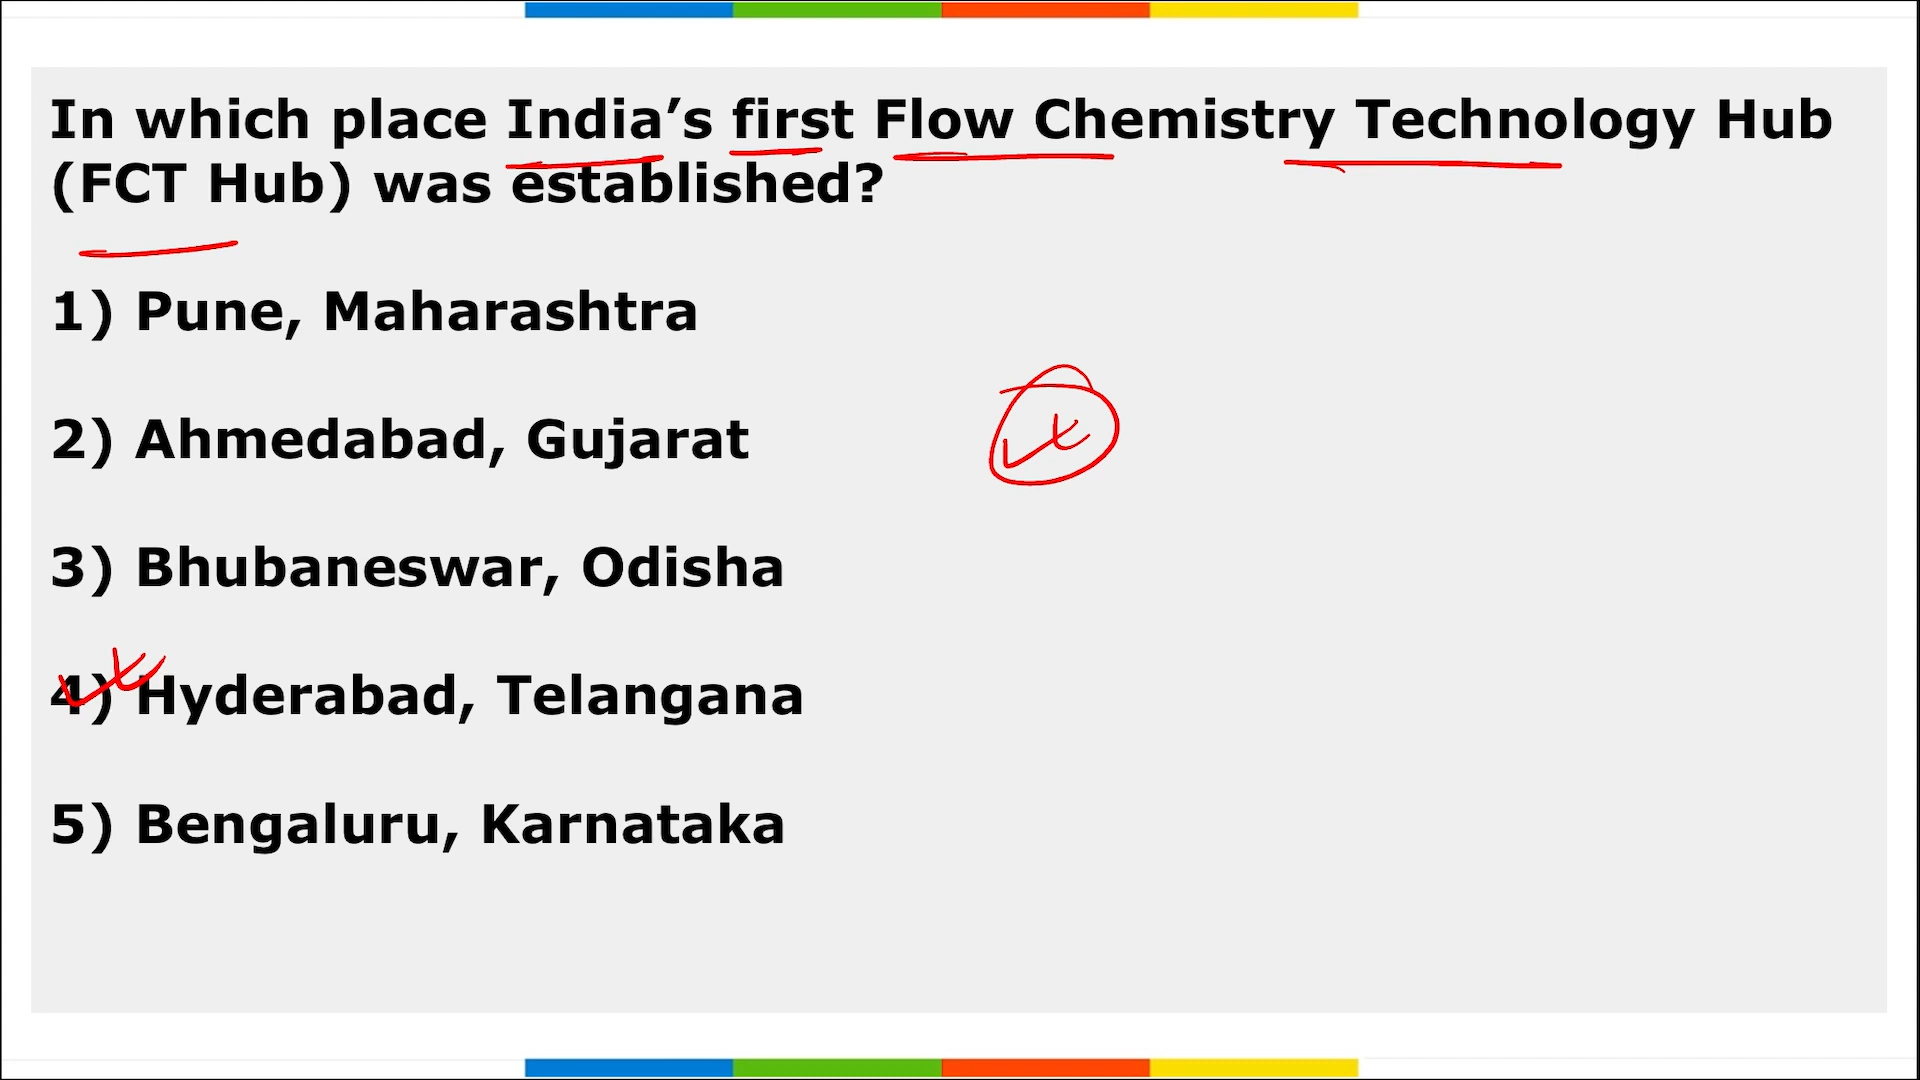 In which place India’s first Flow Chemistry Technology Hub
(FCT Hub) was established?
1) Pune, Maharashtra
2) Ahmedabad, Gujarat
3) Bhubaneswar, Odisha
4) Hyderabad, Telangana
5) Bengaluru, Karnataka